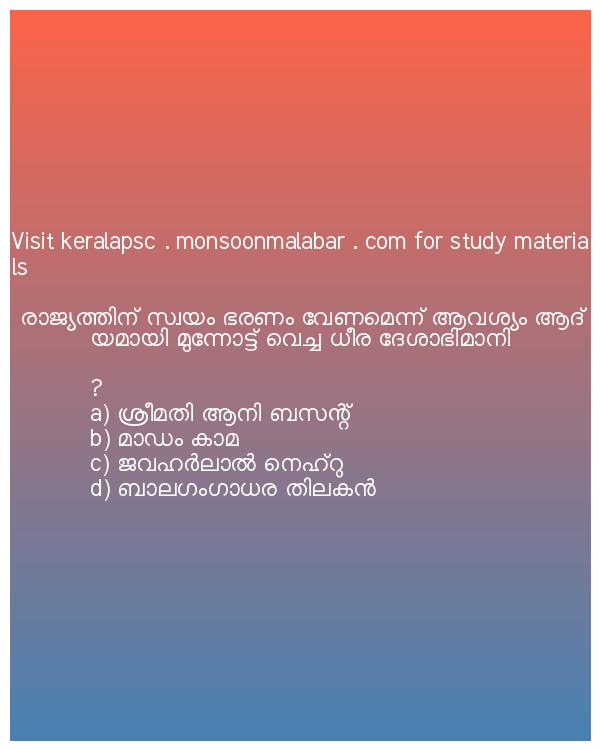 Visit keralapsc . monsoonmalabar . com for study materia
ls
രാജ്യത്തിന് സ്വയം ഭരണം വേണമെന്ന് ആവശ്യം ആദ്
യമായി മുന്നോട്ട് വെച്ച ധീര ദേശാഭിമാനി
?
a) ശ്രീമതി ആനി ബസന്റ്
b) മാഡം കാമ
c) ജവഹർലാൽ നെഹ്റു
d) ബാലഗംഗാധര തിലകൻ